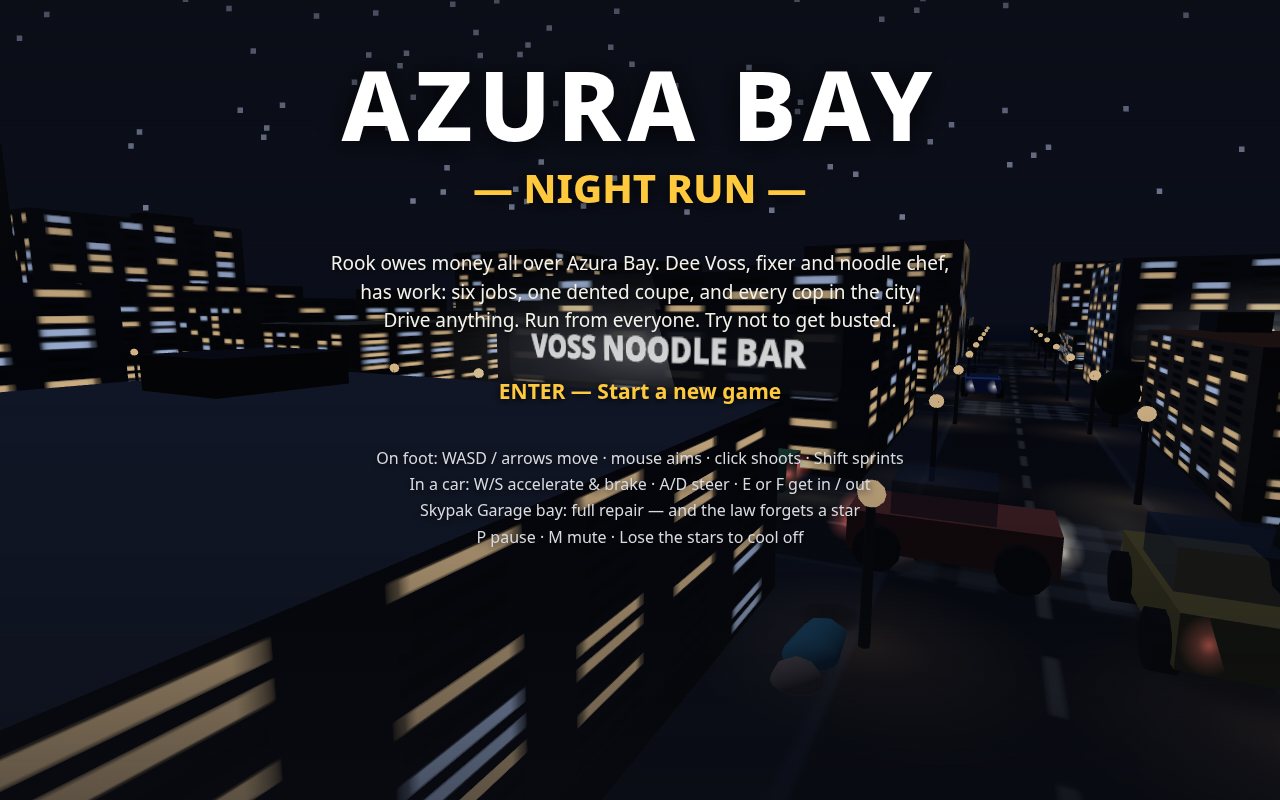 AZURA BAY
— NIGHT RUN —
Rook owes money all over Azura Bay. Dee Voss, fixer and noodle chef,
has work: six jobs, one dented coupe, and every cop in the city.
Drive anything. Run from everyone. Try not to get busted.
VOSS NOODLE BAR
ENTER — Start a new game
On foot: WASD / arrows move · mouse aims · click shoots · Shift sprints
In a car: W/S accelerate & brake · A/D steer · E or F get in / out
Skypak Garage bay: full repair — and the law forgets a star
P pause · M mute · Lose the stars to cool off